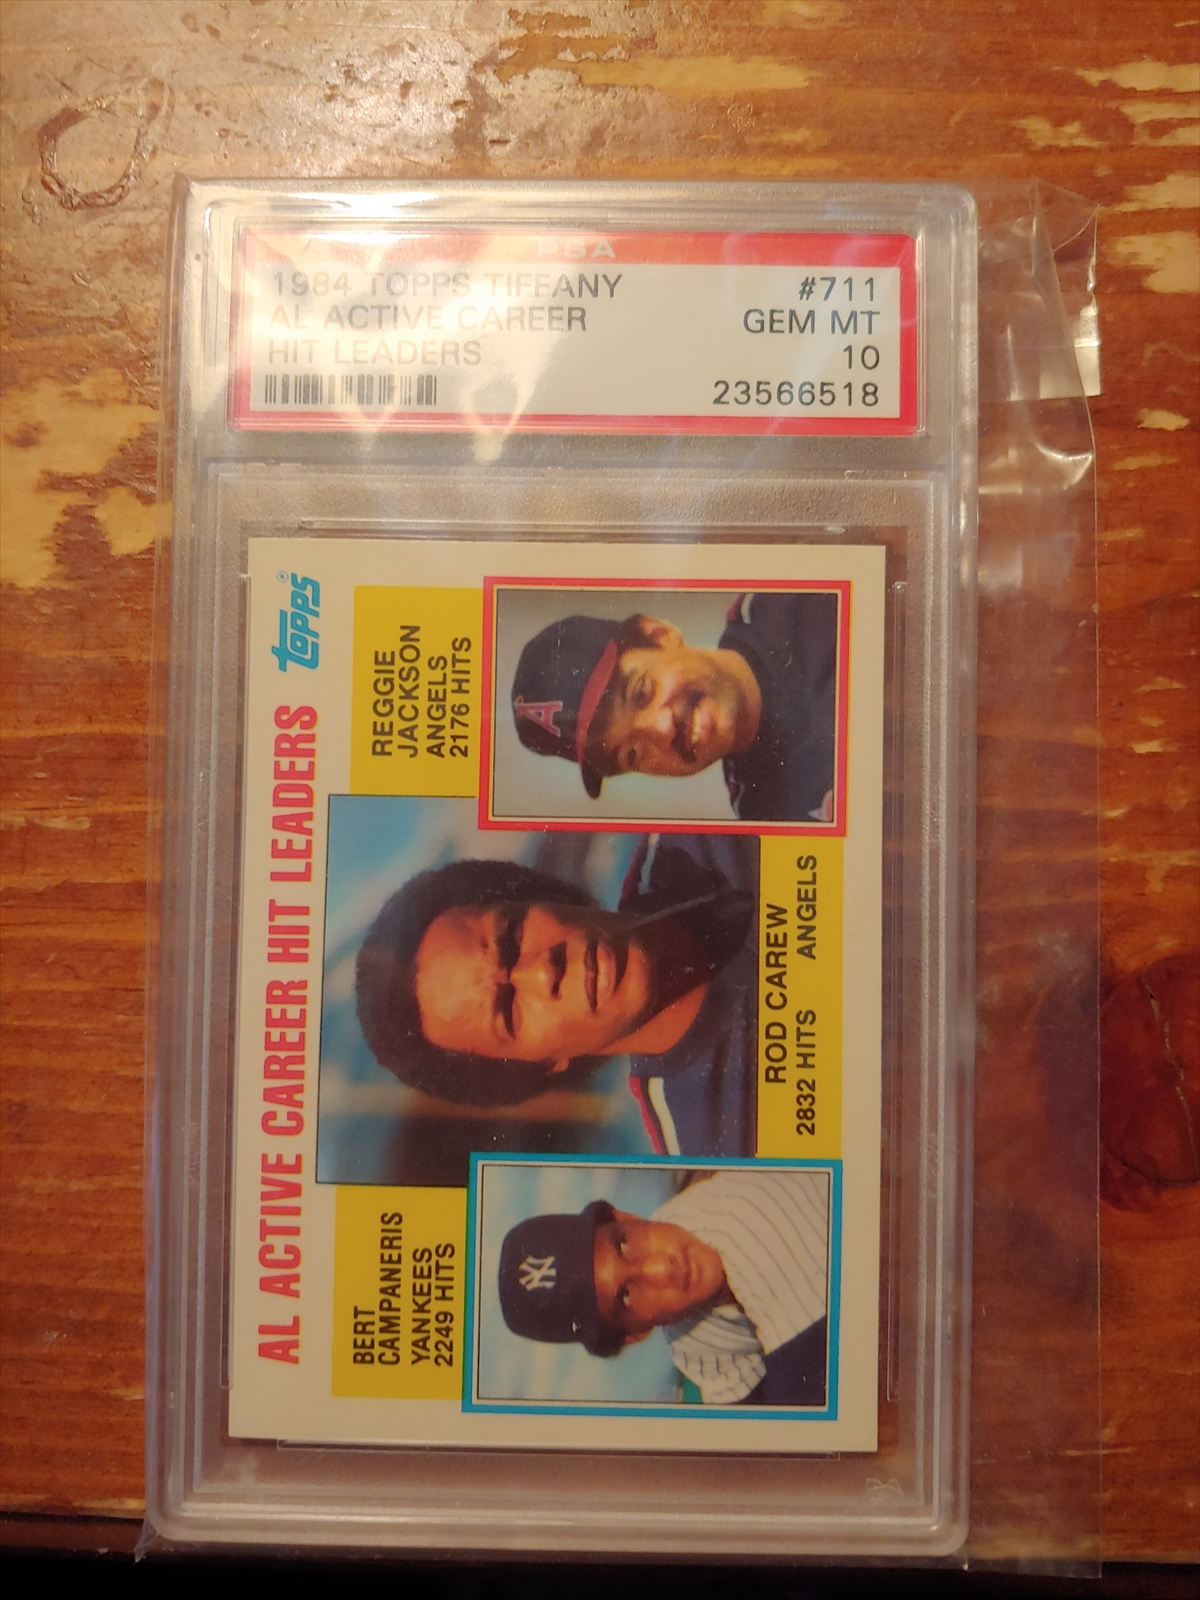 PSA
1984 TOPPS TIFFANY #711
AL ACTIVE CAREER GEM MT
HIT LEADERS 10
23566518
AL ACTIVE CAREER HIT LEADERS
TOPPS®
BERT
CAMPANERIS
YANKEES
2249 HITS
REGGIE
JACKSON
ANGELS
2176 HITS
NY
A
ROD CAREW
2832 HITS ANGELS